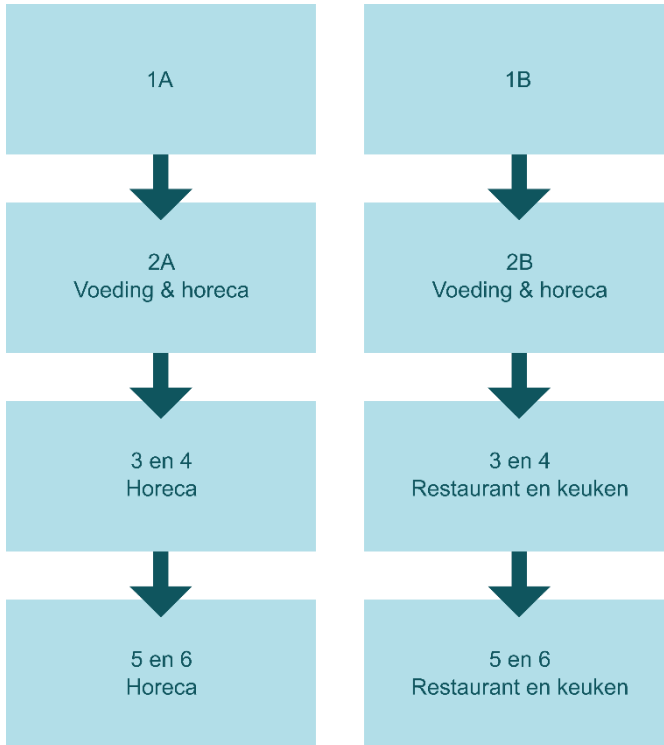 1A
2A
Voeding & horeca
3 en 4
Horeca
5 en 6
Horeca
1B
2B
Voeding & horeca
3 en 4
Restaurant en keuken
5 en 6
Restaurant en keuken